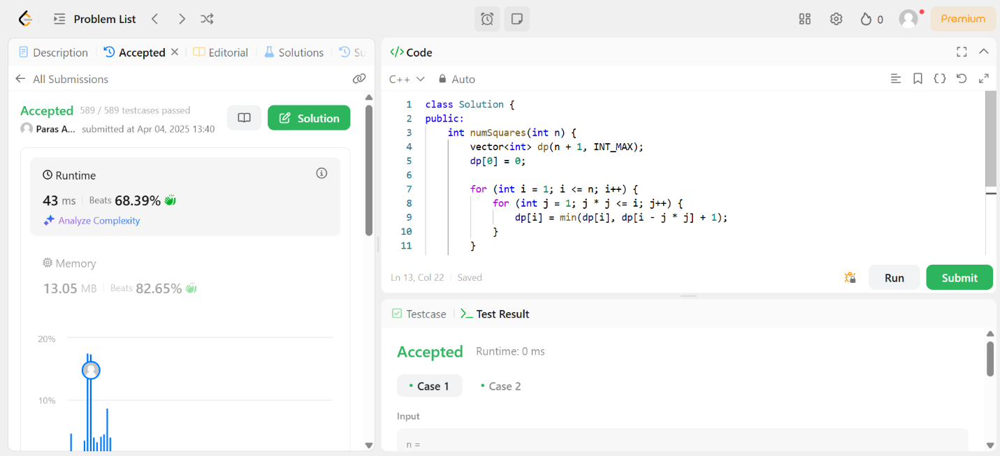 Problem List
0
Premium
Description
Accepted
Editorial
Solutions
Su
All Submissions
Accepted 589 / 589 testcases passed
Paras A... submitted at Apr 04, 2025 13:40
Solution
Runtime
43 ms Beats 68.39%
Analyze Complexity
Memory
13.05 MB Beats 82.65%
20%
10%
</> Code
C++ Auto
1 class Solution {
2 public:
3 int numSquares(int n) {
4 vector<int> dp(n + 1, INT_MAX);
5 dp[0] = 0;
6
7 for (int i = 1; i <= n; i++) {
8 for (int j = 1; j * j <= i; j++) {
9 dp[i] = min(dp[i], dp[i - j * j] + 1);
10 }
11 }
Ln 13, Col 22 Saved
Run
Submit
Testcase
Test Result
Accepted Runtime: 0 ms
Case 1
Case 2
Input
n =